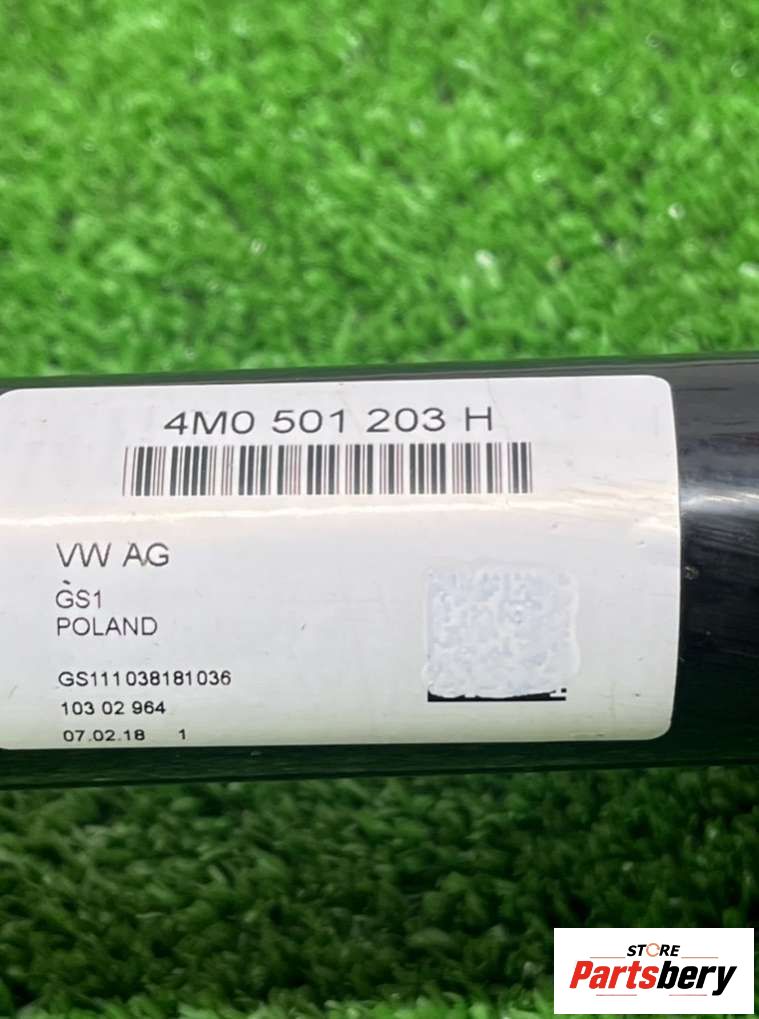 4M0 501 203 H
VW AG
GS1
POLAND
GS111038181036
103 02 964
07.02.18 1
STORE
Partsbery